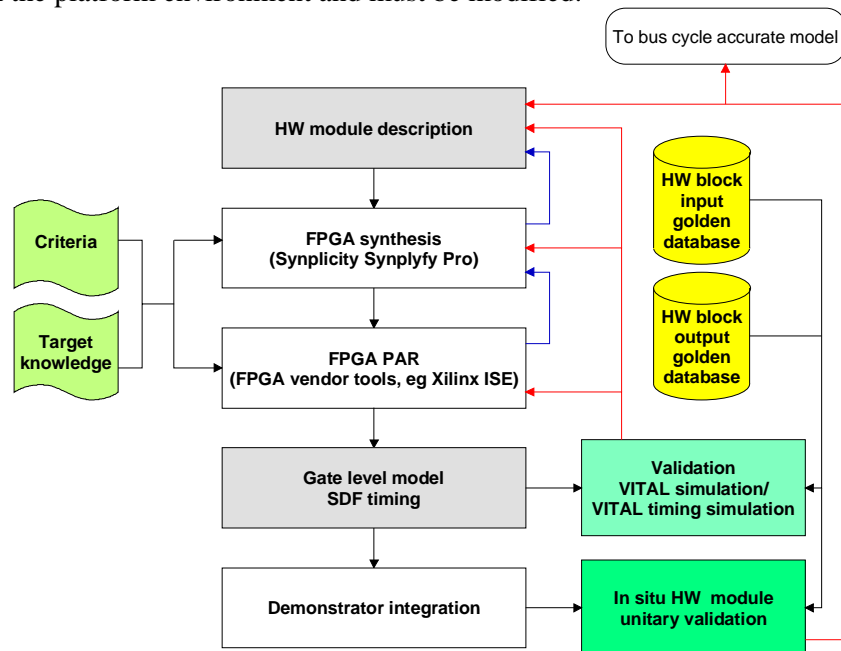 the platform environment and must be modified.
To bus cycle accurate model
HW module description
HW block
input
golden
database
Criteria
FPGA synthesis
(Synplicity Synplyfy Pro)
HW block
output
golden
database
Target
knowledge
FPGA PAR
(FPGA vendor tools, eg Xilinx ISE)
Gate level model
SDF timing
Validation
VITAL simulation/
VITAL timing simulation
Demonstrator integration
In situ HW module
unitary validation